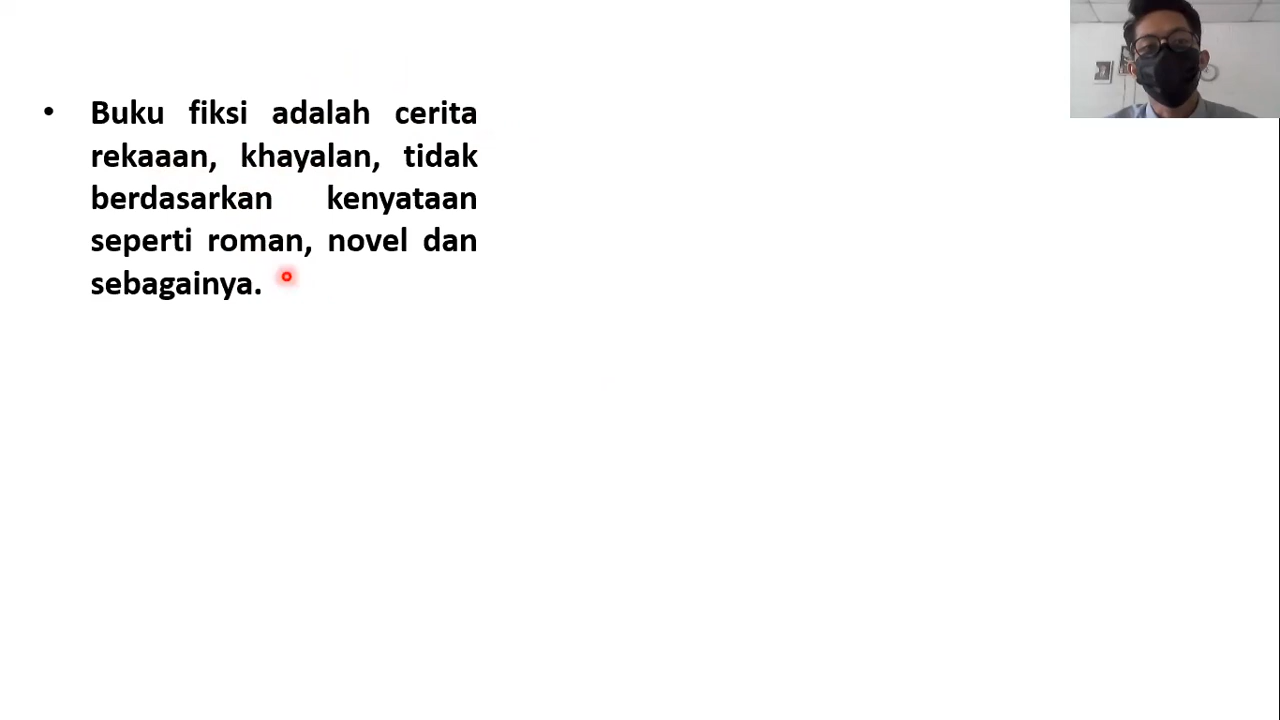 • Buku fiksi adalah cerita
rekaaan, khayalan, tidak
berdasarkan kenyataan
seperti roman, novel dan
sebagainya.